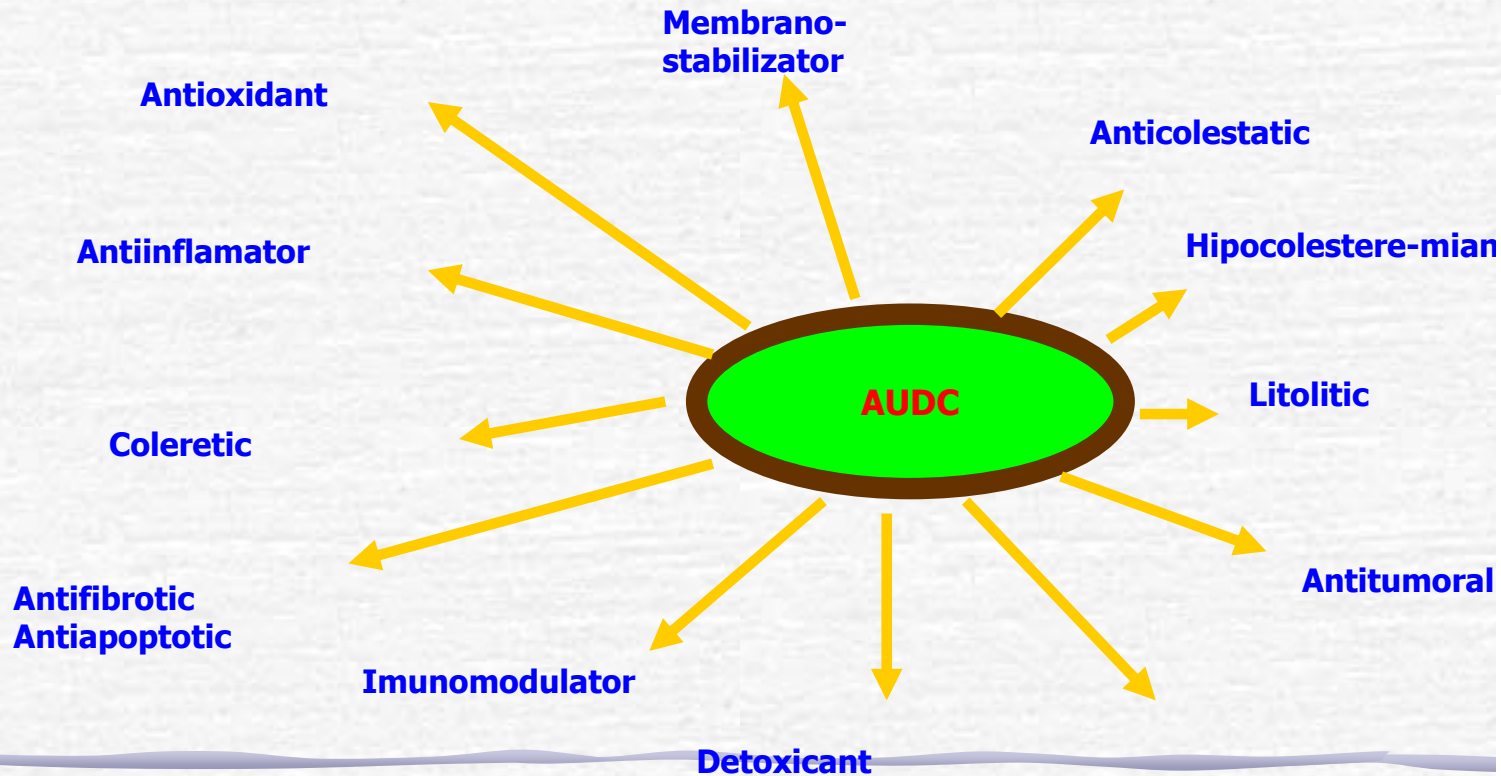 Membrano-
stabilizator
Antioxidant
Anticolestatic
Antiinflamator
Hipocolestere-mian
AUDC
Litolitic
Coleretic
Antifibrotic
Antiapoptotic
Antitumoral
Imunomodulator
Detoxicant